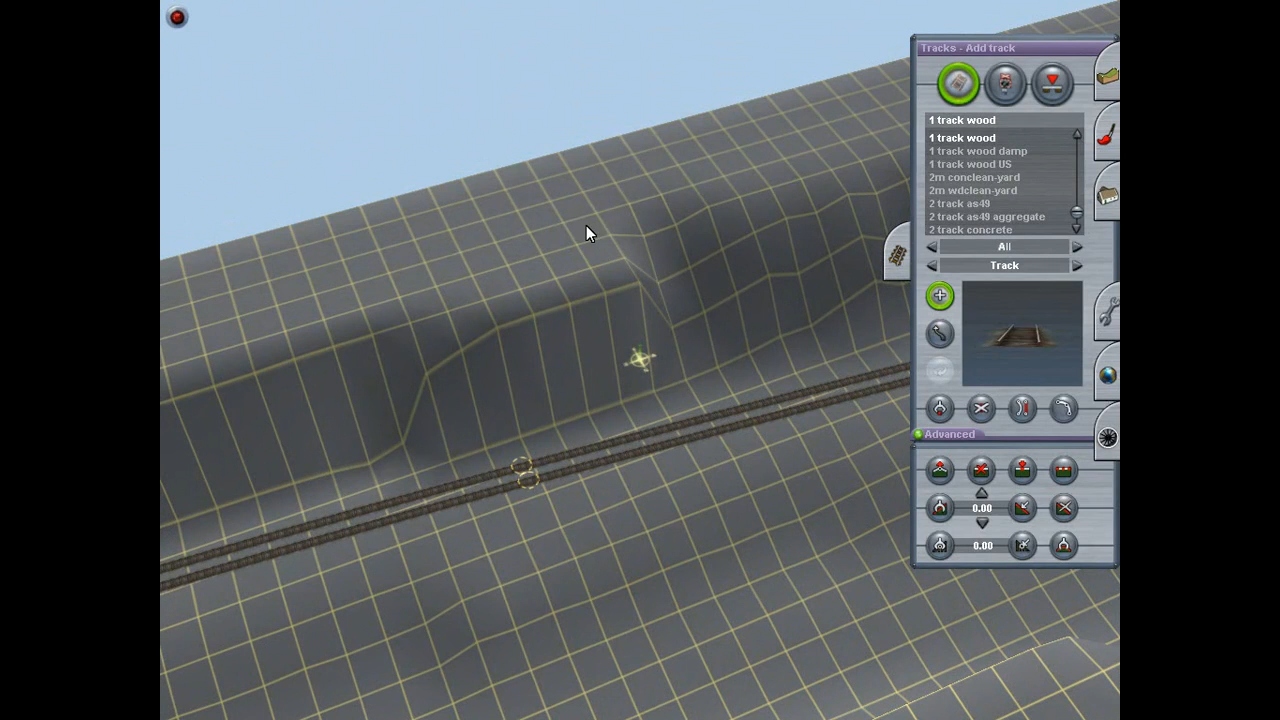 Tracks - Add track
1 track wood
1 track wood
1 track wood damp
1 track wood US
2m conclean-yard
2m wdclean-yard
2 track as49
2 track as49 aggregate
2 track concrete
All
Track
Advanced
0.00
0.00